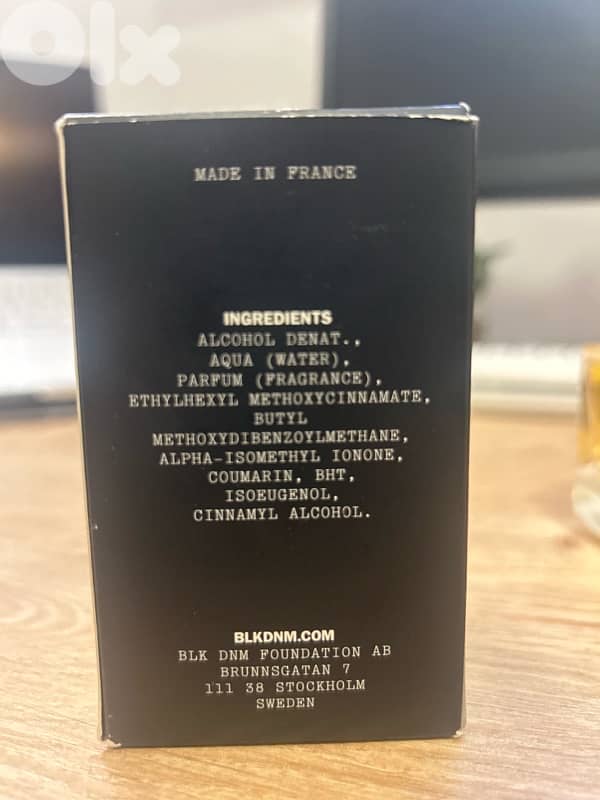 olx
MADE IN FRANCE
INGREDIENTS
ALCOHOL DENAT.,
AQUA (WATER),
PARFUM (FRAGRANCE),
ETHYLHEXYL METHOXYCINNAMATE,
BUTYL
METHOXYDIBENZOYLMETHANE,
ALPHA-ISOMETHYL IONONE,
COUMARIN, BHT,
ISOEUGENOL,
CINNAMYL ALCOHOL.
BLKDNM.COM
BLK DNM FOUNDATION AB
BRUNNSGATAN 7
111 38 STOCKHOLM
SWEDEN